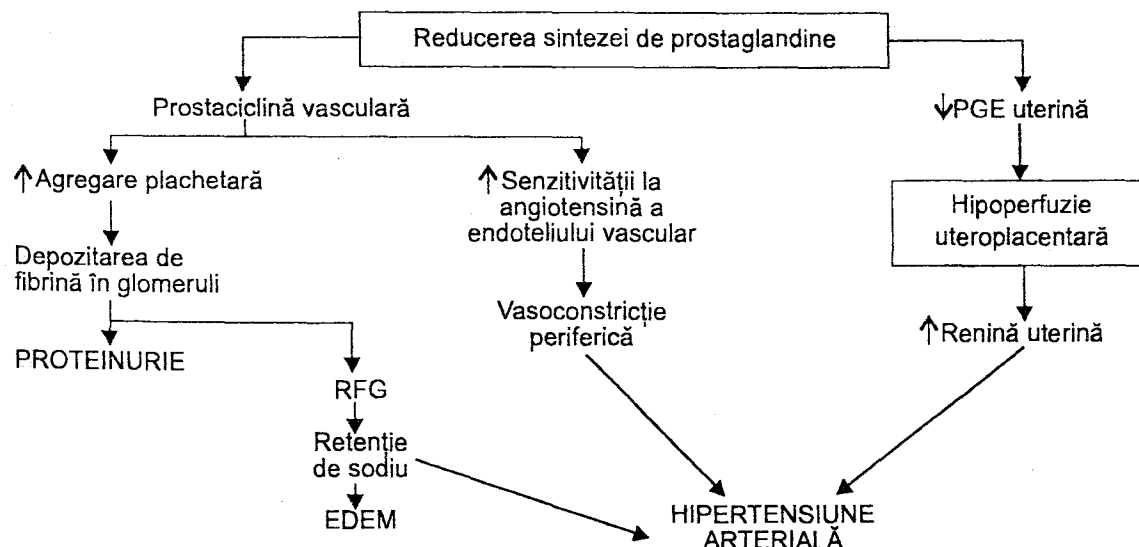 Reducerea sintezei de prostaglandine
Prostaciclină vasculară
↓PGE uterină
↑Agregare plachetară
↑Senzitivității la
angiotensină a
endoteliului vascular
Hipoperfuzie
uteroplacentară
Depozitarea de
fibrină în glomeruli
Vasoconstricție
periferică
↑Renină uterină
PROTEINURIE
RFG
Retenție
de sodiu
EDEM
HIPERTENSIUNE
ARTERIALĂ